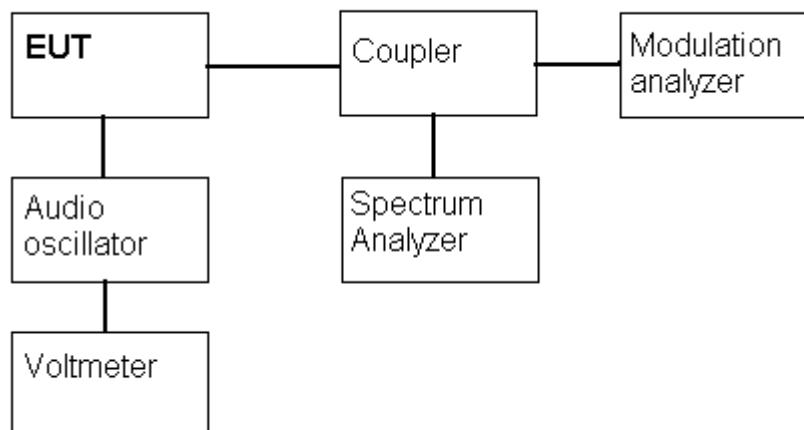 EUT
Coupler
Modulation
analyzer
Audio
oscillator
Spectrum
Analyzer
Voltmeter